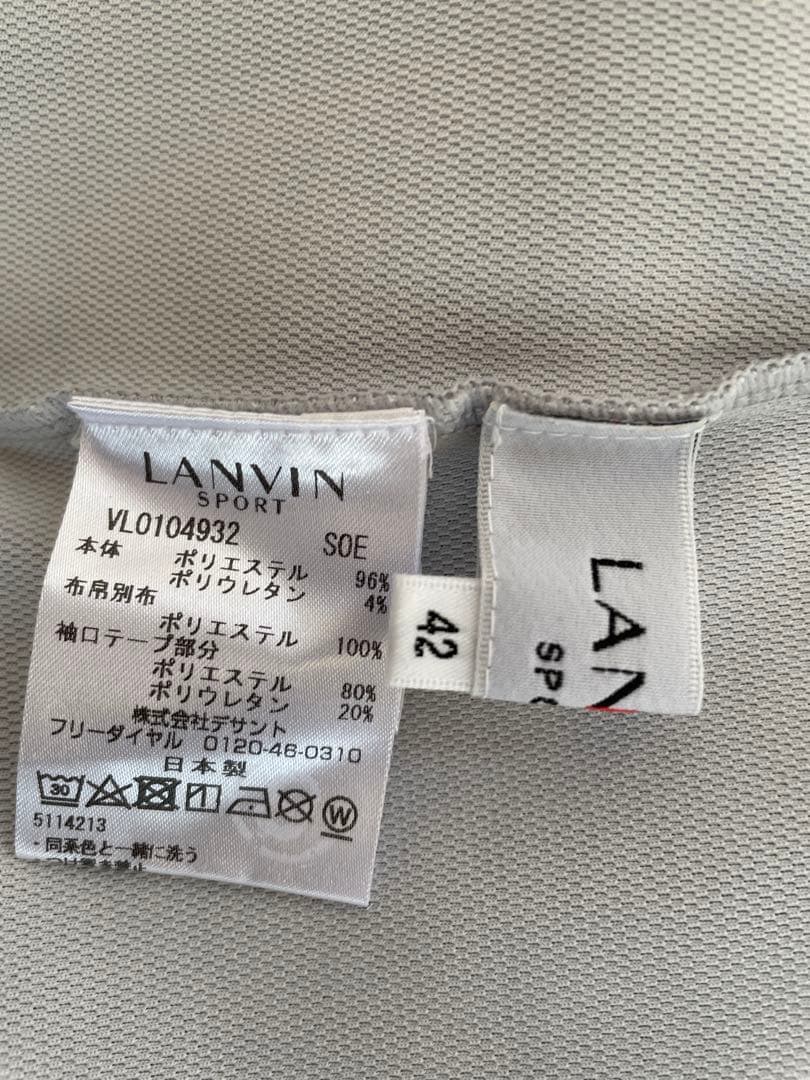 LANVIN
SPORT
VL0104932 SOE
本体 ポリエステル 96%
ポリウレタン 4%
布帛別布
ポリエステル 100%
袖口テープ部分
ポリエステル 80%
ポリウレタン 20%
株式会社デサント
フリーダイヤル 0120-46-0310
日本製
30
W
5114213
・同系色と一緒に洗う
42
LAN
SP